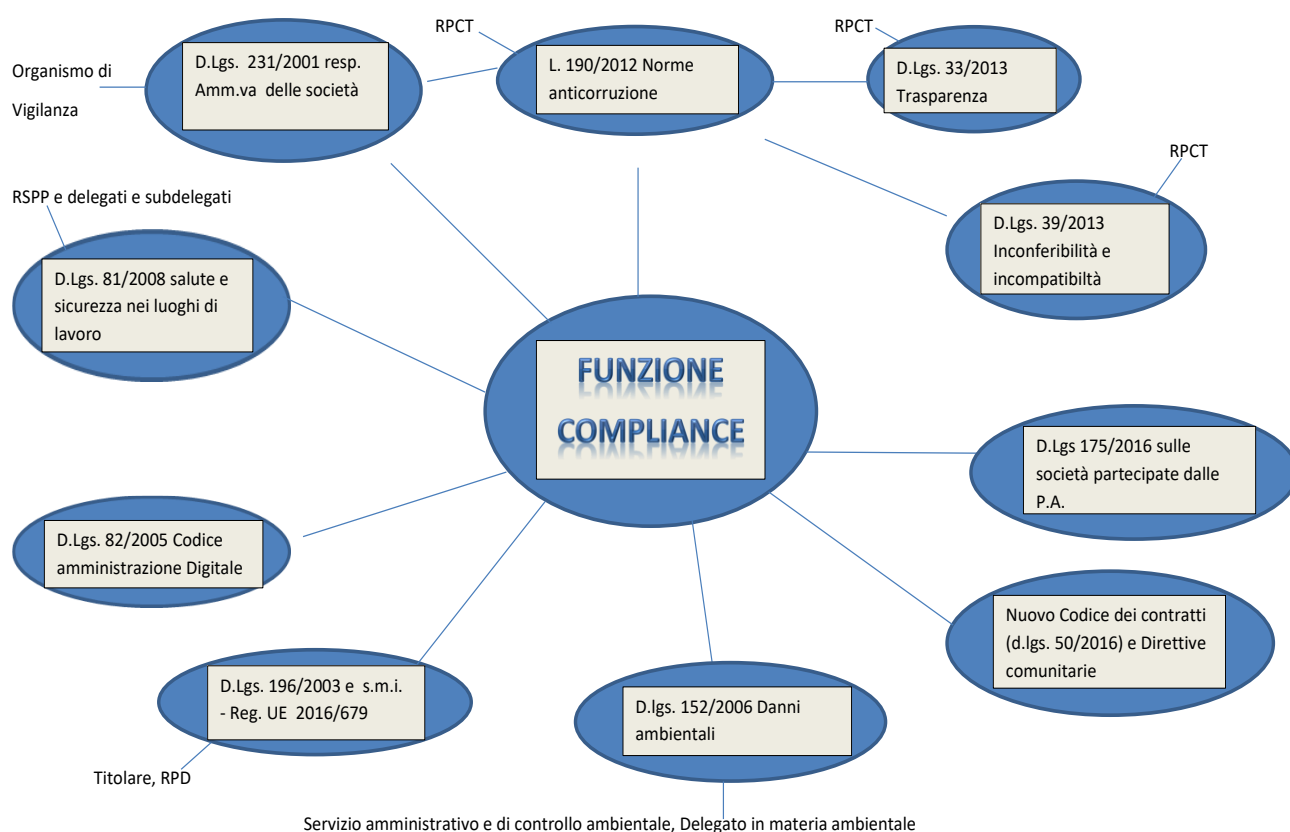 RPCT
RPCT
D.Lgs. 231/2001 resp.
Amm.va della società
L. 190/2012 Norme
anticorruzione
D.Lgs. 33/2013
Trasparenza
Organismo di
Vigilanza
RPCT
RSPP e delegati e subdelegati
D.Lgs. 39/2013
Inconferibilità e
incompatibiltà
D.Lgs. 81/2008 salute e
sicurezza nei luoghi di
lavoro
FUNZIONE
COMPLIANCE
D.Lgs 175/2016 sulle
società partecipate dalle
P.A.
D.Lgs. 82/2005 Codice
amministrazione Digitale
Nuovo Codice dei contratti
(d.lgs. 50/2016) e Direttive
comunitarie
D.Lgs. 196/2003 e s.m.i.
- Reg. UE 2016/679
D.lgs. 152/2006 Danni
ambientali
Titolare, RPD
Servizio amministrativo e di controllo ambientale, Delegato in materia ambientale